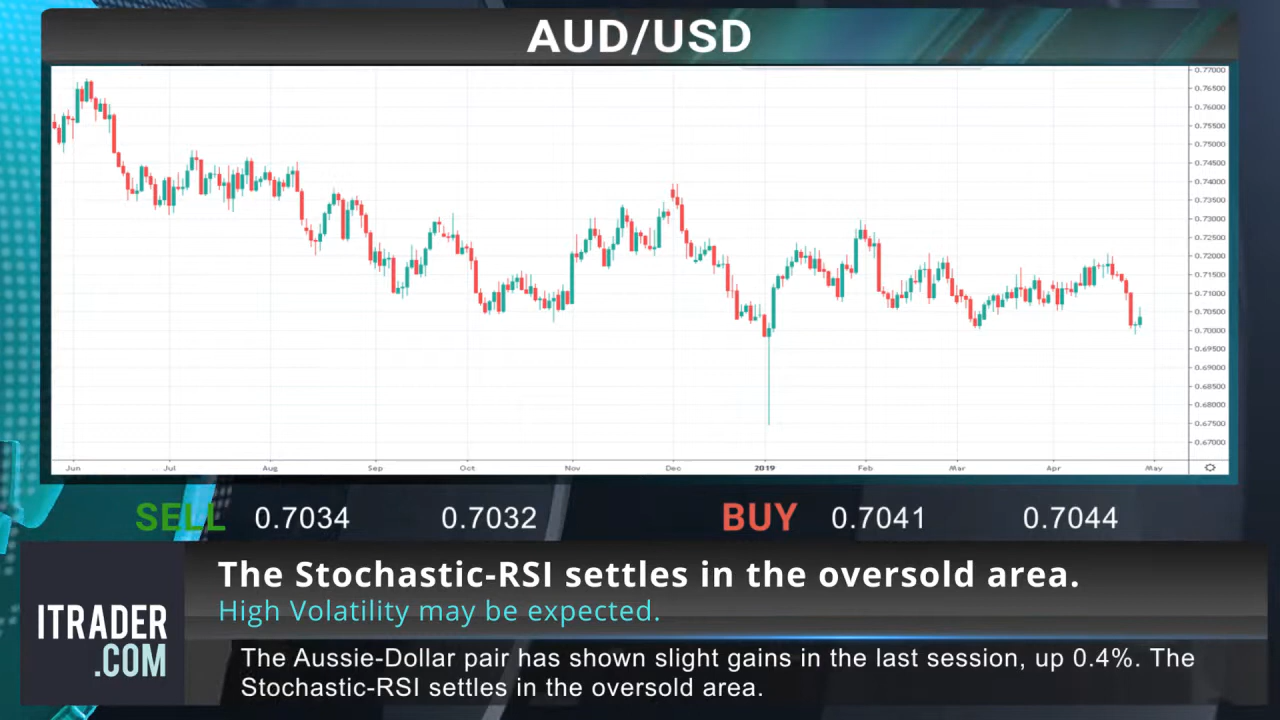 AUD/USD
0.77000
0.76500
0.76000
0.75500
0.75000
0.74500
0.74000
0.73500
0.73000
0.72500
0.72000
0.71500
0.71000
0.70500
0.70000
0.69500
0.69000
0.68500
0.68000
0.67500
0.67000
Jun Jul Aug Sep Oct Nov Dec 2019 Feb Mar Apr May
SELL 0.7034 0.7032 BUY 0.7041 0.7044
The Stochastic-RSI settles in the oversold area.
High Volatility may be expected.
ITRADER
.COM
The Aussie-Dollar pair has shown slight gains in the last session, up 0.4%. The
Stochastic-RSI settles in the oversold area.